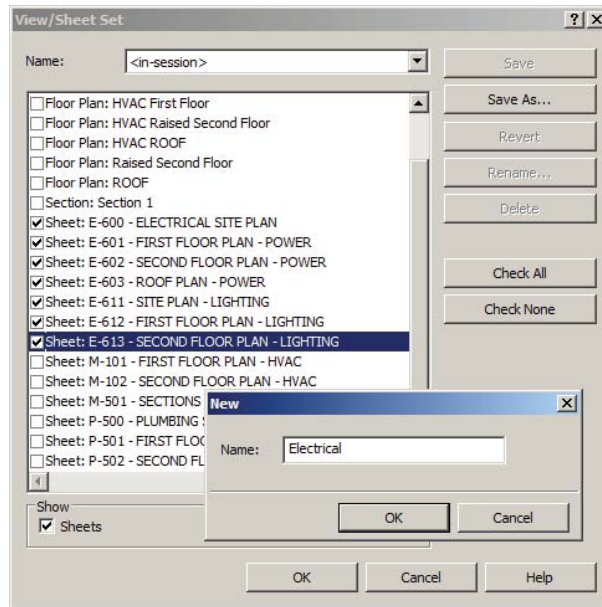 View/Sheet Set
Name: <in-session>
Save
Floor Plan: HVAC First Floor
Save As...
Floor Plan: HVAC Raised Second Floor
Floor Plan: HVAC ROOF
Revert
Floor Plan: Raised Second Floor
Rename...
Floor Plan: ROOF
Section: Section 1
Delete
Sheet: E-600 - ELECTRICAL SITE PLAN
Sheet: E-601 - FIRST FLOOR PLAN - POWER
Sheet: E-602 - SECOND FLOOR PLAN - POWER
Check All
Sheet: E-603 - ROOF PLAN - POWER
Sheet: E-611 - SITE PLAN - LIGHTING
Check None
Sheet: E-612 - FIRST FLOOR PLAN - LIGHTING
Sheet: E-613 - SECOND FLOOR PLAN - LIGHTING
Sheet: M-101 - FIRST FLOOR PLAN - HVAC
Sheet: M-102 - SECOND FLOOR PLAN - HVAC
Sheet: M-501 - SECTIONS
Sheet: P-500 - PLUMBING
Sheet: P-501 - FIRST
Sheet: P-502 - SECOND
New
Name: Electrical
OK Cancel
Show
Sheets
OK Cancel Help